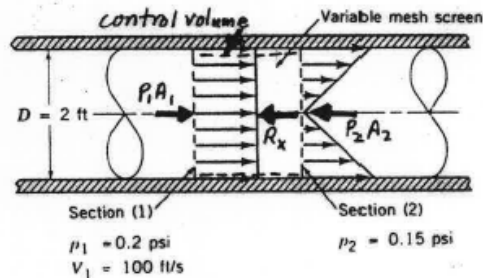 control volume
Variable mesh screen
P₁A₁
D = 2 ft
Rₓ
P₂A₂
Section (1)
Section (2)
p₁ = 0.2 psi
p₂ = 0.15 psi
V₁ = 100 ft/s